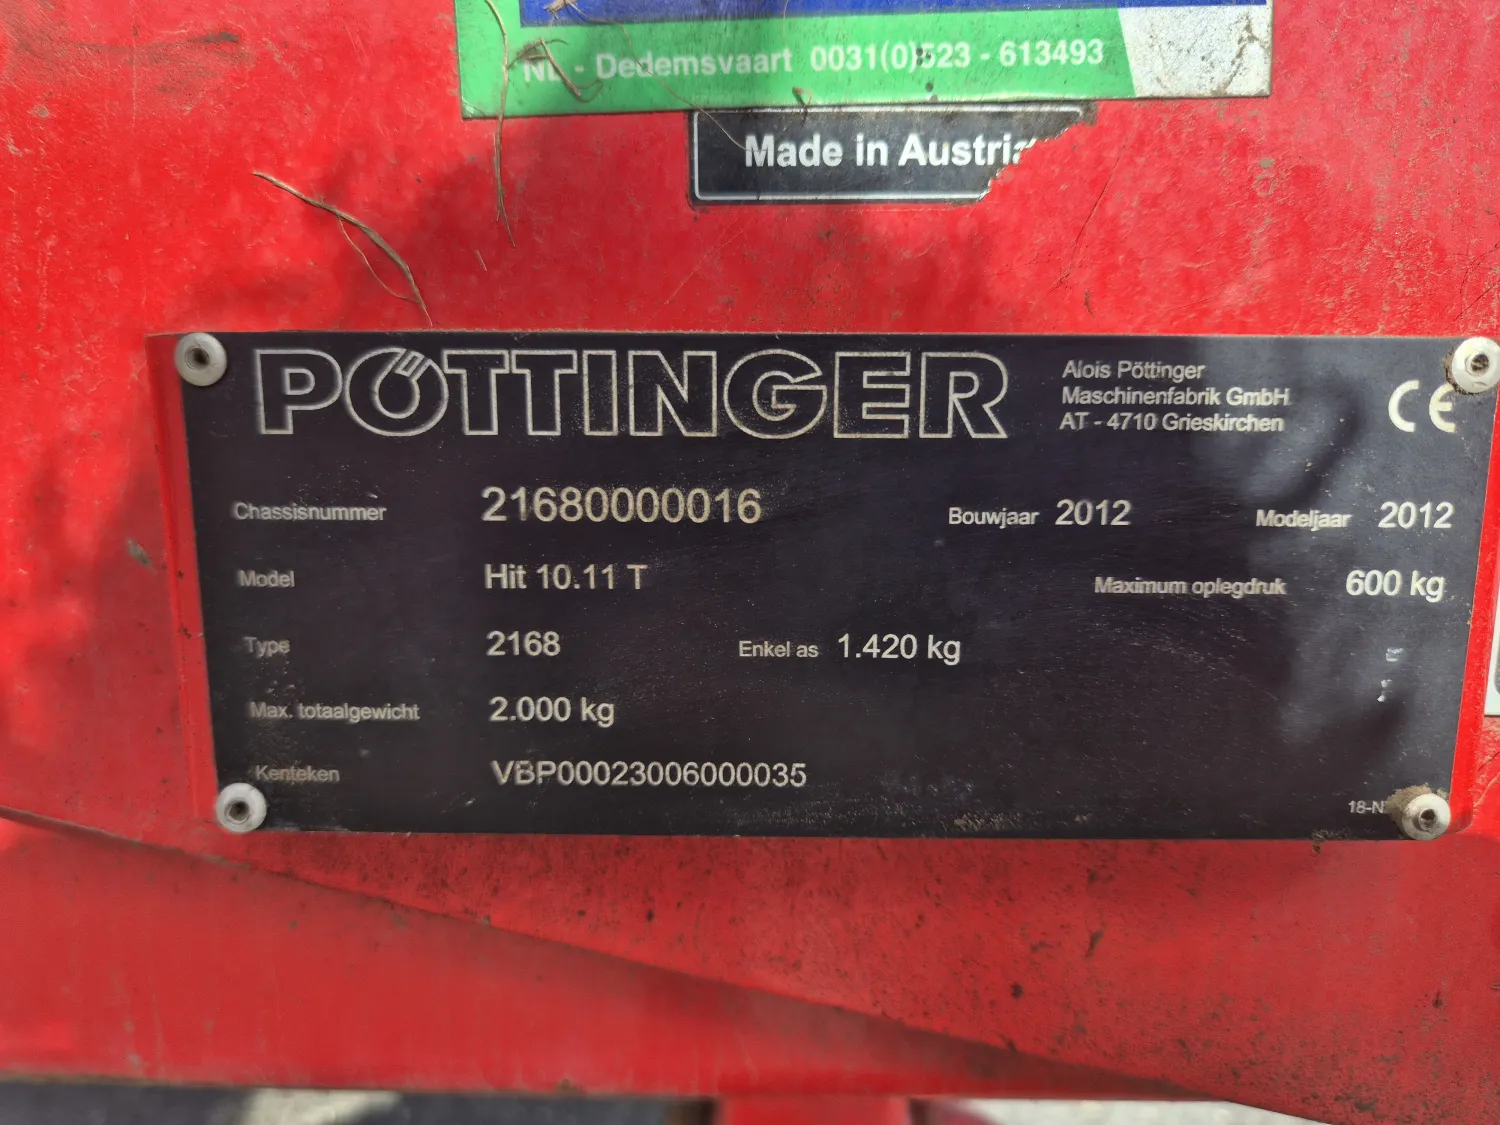 NL - Dedemsvaart 0031(0)523 - 613493
Made in Austria
PÖTTINGER
Alois Pöttinger
Maschinenfabrik GmbH
AT - 4710 Grieskirchen
CE
Chassisnummer 21680000016 Bouwjaar 2012 Modeljaar 2012
Model Hit 10.11 T Maximum oplegdruk 600 kg
Type 2168 Enkel as 1.420 kg
Max. totaalgewicht 2.000 kg
Kenteken VBP00023006000035